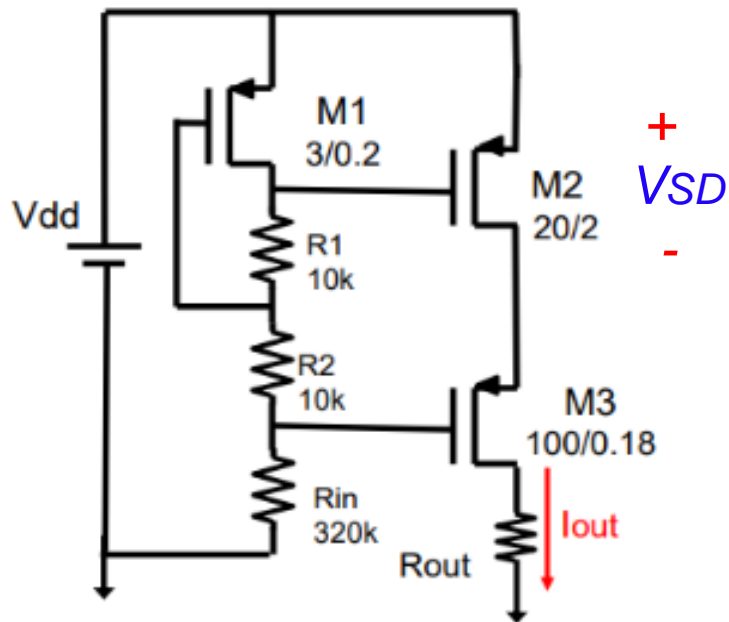 M1
3/0.2
+
VSD
-
M2
20/2
Vdd
R1
10k
R2
10k
M3
100/0.18
Rin
320k
Iout
Rout